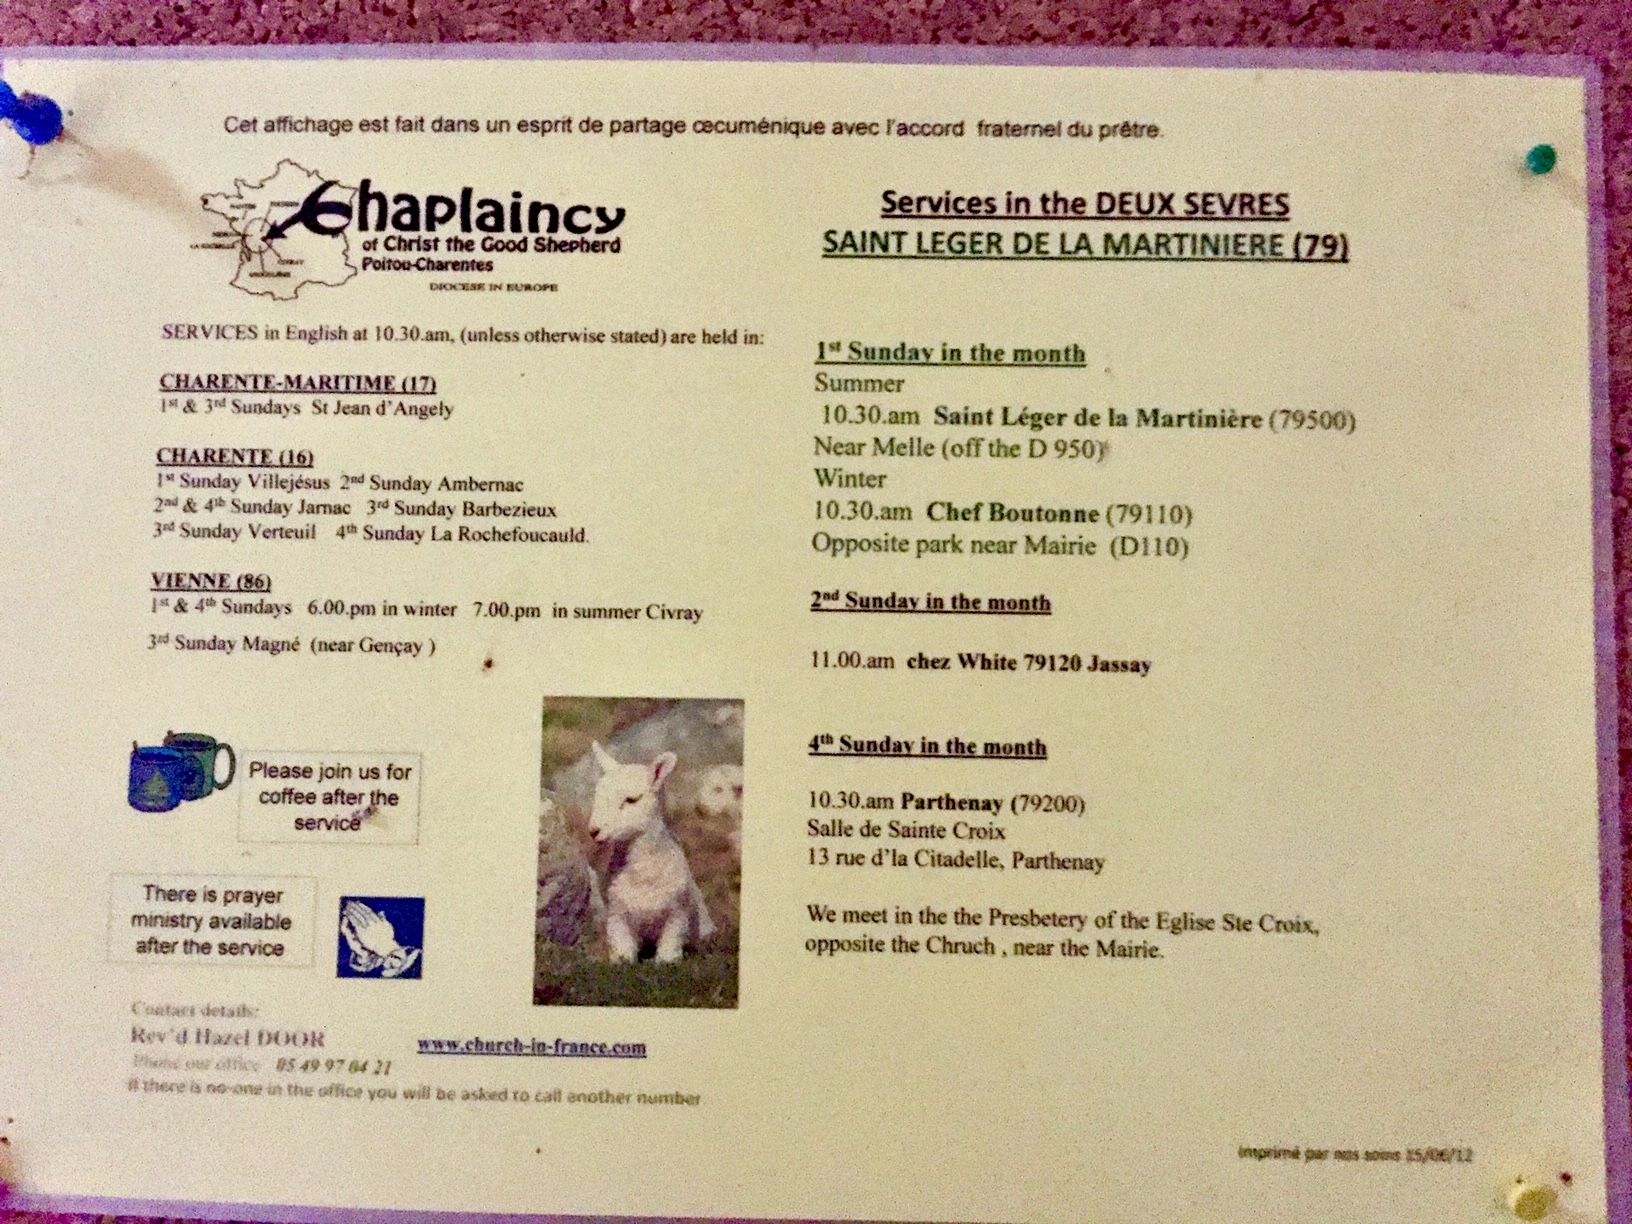 Cet affichage est fait dans un esprit de partage œcuménique avec l'accord fraternel du prêtre.
Chaplaincy
of Christ the Good Shepherd
Poitou-Charentes
DIOCESE IN EUROPE
SERVICES in English at 10.30.am, (unless otherwise stated) are held in:
CHARENTE-MARITIME (17)
1st & 3rd Sundays St Jean d'Angely
CHARENTE (16)
1st Sunday Villejésus 2nd Sunday Ambernac
2nd & 4th Sunday Jarnac 3rd Sunday Barbezieux
3rd Sunday Verteuil 4th Sunday La Rochefoucauld.
VIENNE (86)
1st & 4th Sundays 6.00.pm in winter 7.00.pm in summer Civray
3rd Sunday Magné (near Gençay )
Please join us for
coffee after the
service
There is prayer
ministry available
after the service
Contact details:
Rev'd Hazel DOOR
Phone our office 05 49 97 04 21
If there is no-one in the office you will be asked to call another number
www.church-in-france.com
Services in the DEUX SEVRES
SAINT LEGER DE LA MARTINIERE (79)
1st Sunday in the month
Summer
10.30.am Saint Léger de la Martinière (79500)
Near Melle (off the D 950)
Winter
10.30.am Chef Boutonne (79110)
Opposite park near Mairie (D110)
2nd Sunday in the month
11.00.am chez White 79120 Jassay
4th Sunday in the month
10.30.am Parthenay (79200)
Salle de Sainte Croix
13 rue d'la Citadelle, Parthenay
We meet in the the Presbetery of the Eglise Ste Croix,
opposite the Chruch , near the Mairie.
Imprimé par nos soins 15/06/12